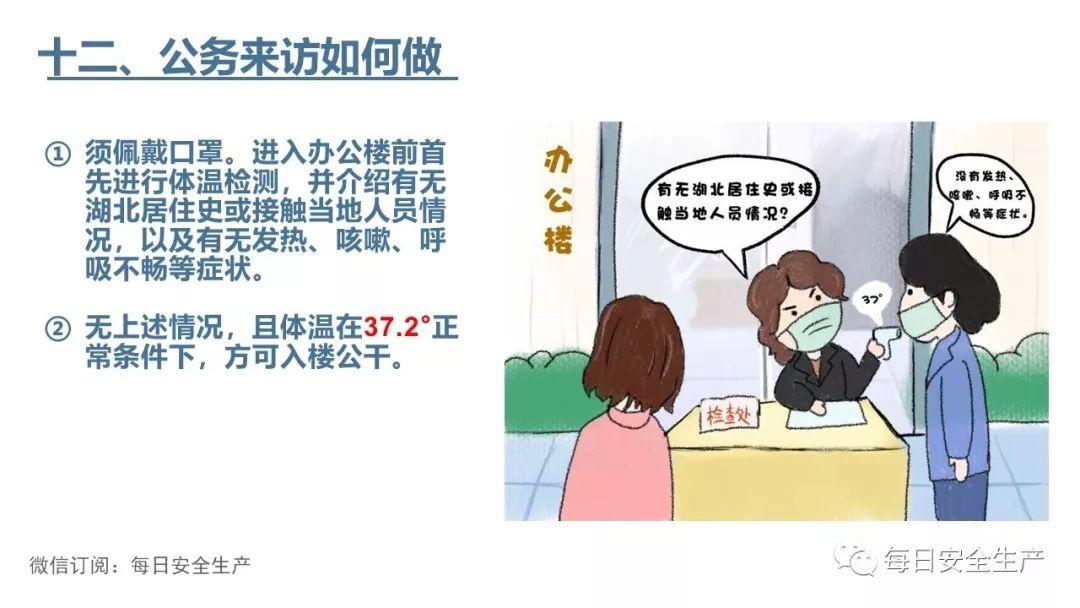 十二、公务来访如何做
① 须佩戴口罩。进入办公楼前首
先进行体温检测，并介绍有无
湖北居住史或接触当地人员情
况，以及有无发热、咳嗽、呼
吸不畅等症状。
② 无上述情况，且体温在37.2°正
常条件下，方可入楼公干。
办公楼
有无湖北居住史或接
触当地人员情况？
没有发热、
咳嗽、呼吸不
畅等症状。
37°
检查处
微信订阅：每日安全生产
每日安全生产